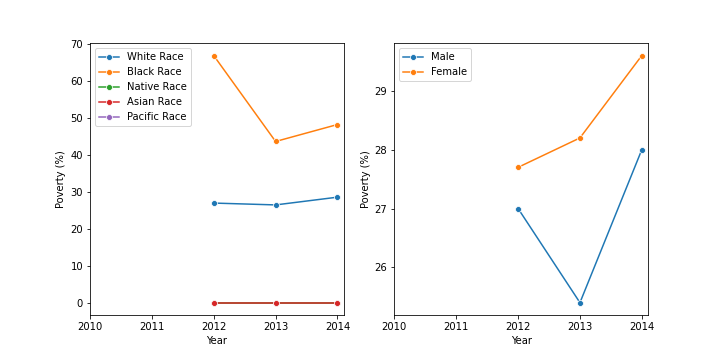 70
60
50
40
30
20
10
0
Poverty (%)
White Race
Black Race
Native Race
Asian Race
Pacific Race
2010 2011 2012 2013 2014
Year
29
28
27
26
Poverty (%)
Male
Female
2010 2011 2012 2013 2014
Year